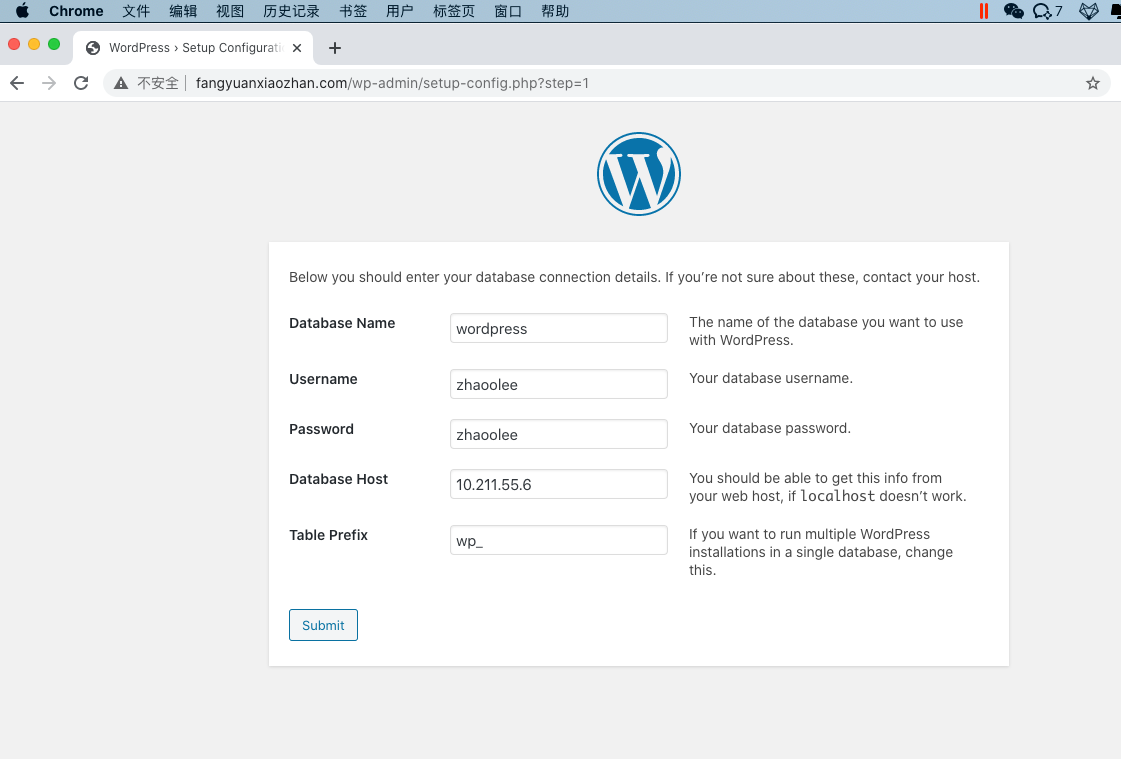 Chrome 文件 编辑 视图 历史记录 书签 用户 标签页 窗口 帮助 7
WordPress › Setup Configurati
不安全 fangyuanxiaozhan.com/wp-admin/setup-config.php?step=1
Below you should enter your database connection details. If you’re not sure about these, contact your host.
Database Name wordpress The name of the database you want to use
with WordPress.
Username zhaoolee Your database username.
Password zhaoolee Your database password.
Database Host 10.211.55.6 You should be able to get this info from
your web host, if localhost doesn’t work.
Table Prefix wp_ If you want to run multiple WordPress
installations in a single database, change
this.
Submit